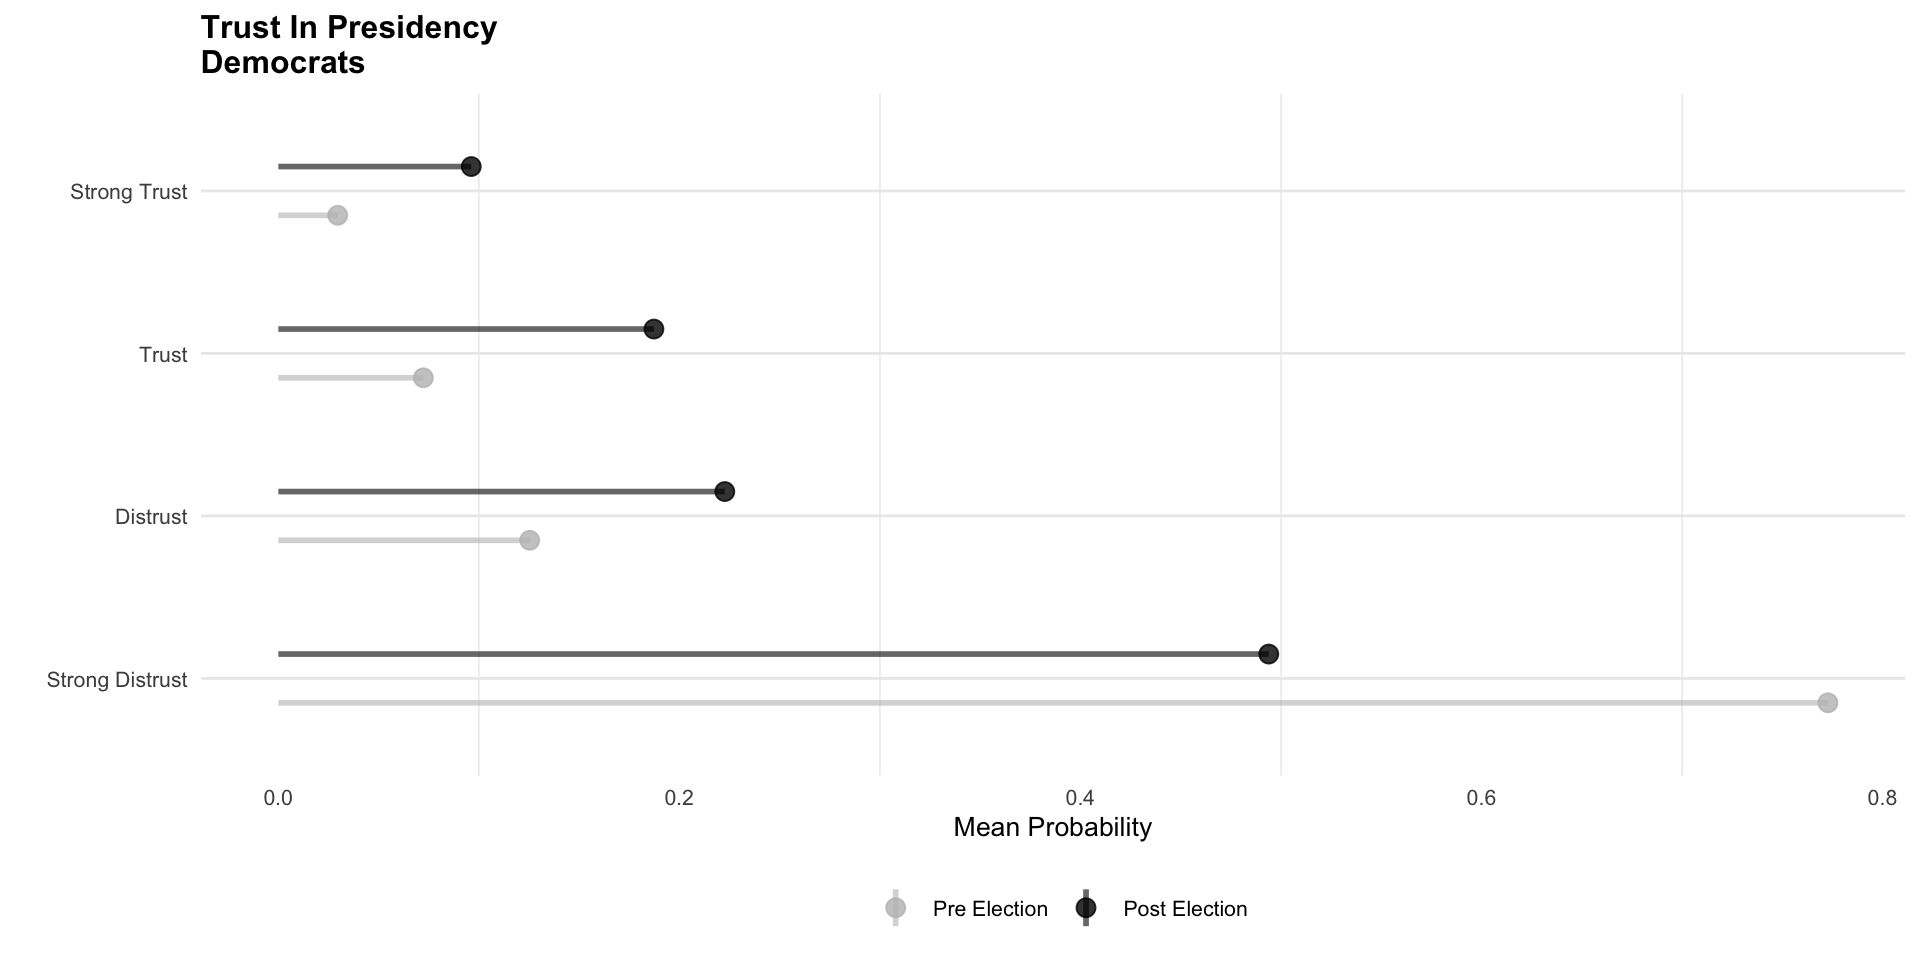 Trust In Presidency
Democrats
Strong Trust
Trust
Distrust
Strong Distrust
0.0 0.2 0.4 0.6 0.8
Mean Probability
Pre Election Post Election